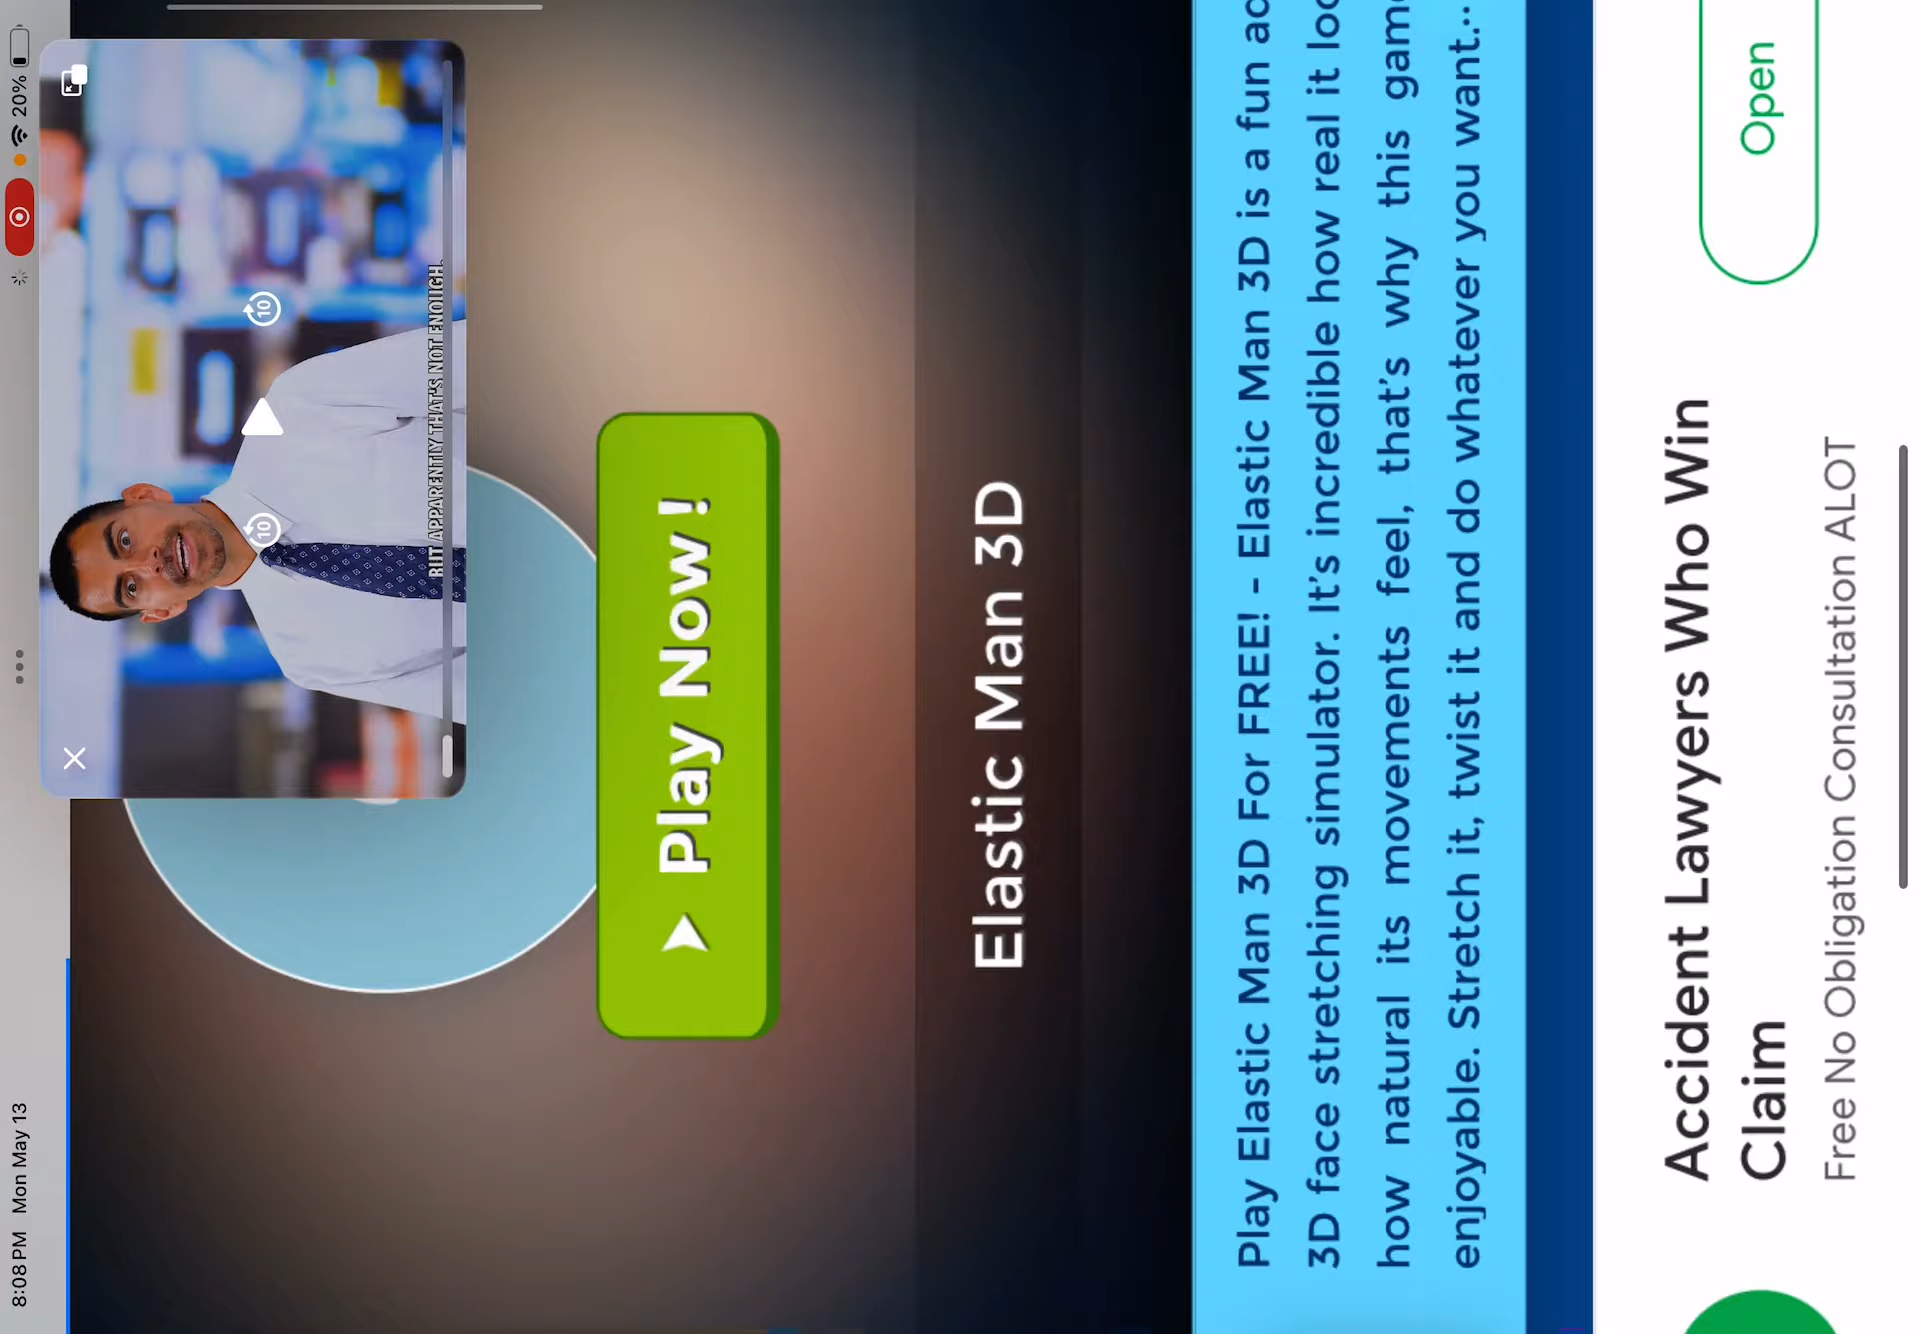 8:08 PM Mon May 13
20%
10
10
BUT APPARENTLY THAT'S NOT ENOUGH.
Play Now !
Elastic Man 3D
Play Elastic Man 3D For FREE! - Elastic Man 3D is a fun
3D face stretching simulator. It's incredible how real it
how natural its movements feel, that's why this
enjoyable. Stretch it, twist it and do whatever you want...
Accident Lawyers Who Win
Claim
Free No Obligation Consultation ALOT
Open